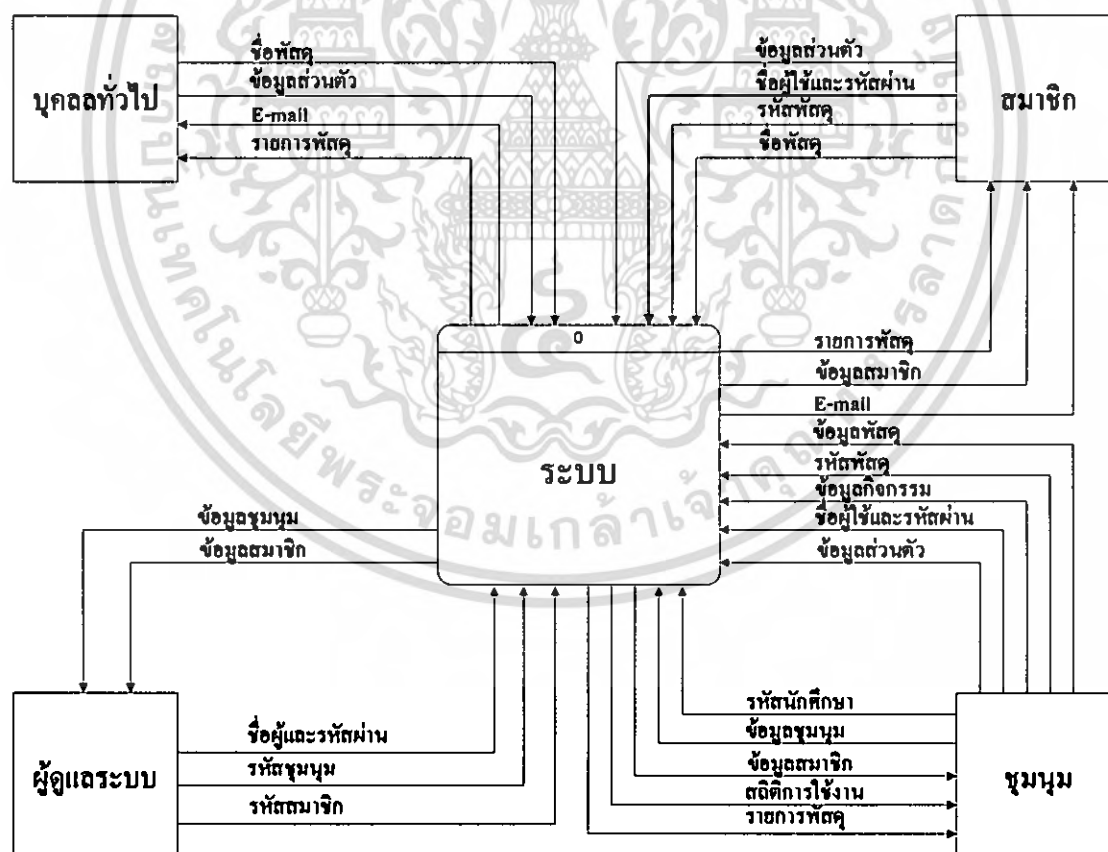 บุคลลทั่วไป
ชื่อพัสดุ
ข้อมูลส่วนตัว
E-mail
รายการพัสดุ
ข้อมูลส่วนตัว
ชื่อผู้ใช้และรหัสผ่าน
รหัสพัสดุ
ชื่อพัสดุ
สมาชิก
0
ระบบ
รายการพัสดุ
ข้อมูลสมาชิก
E-mail
ข้อมูลพัสดุ
รหัสพัสดุ
ข้อมูลกิจกรรม
ชื่อผู้ใช้และรหัสผ่าน
ข้อมูลส่วนตัว
ข้อมูลชุมนุม
ข้อมูลสมาชิก
ผู้ดูแลระบบ
ชื่อผู้และรหัสผ่าน
รหัสชุมนุม
รหัสสมาชิก
รหัสนักศึกษา
ข้อมูลชุมนุม
ข้อมูลสมาชิก
สถิติการใช้งาน
รายการพัสดุ
ชุมนุม